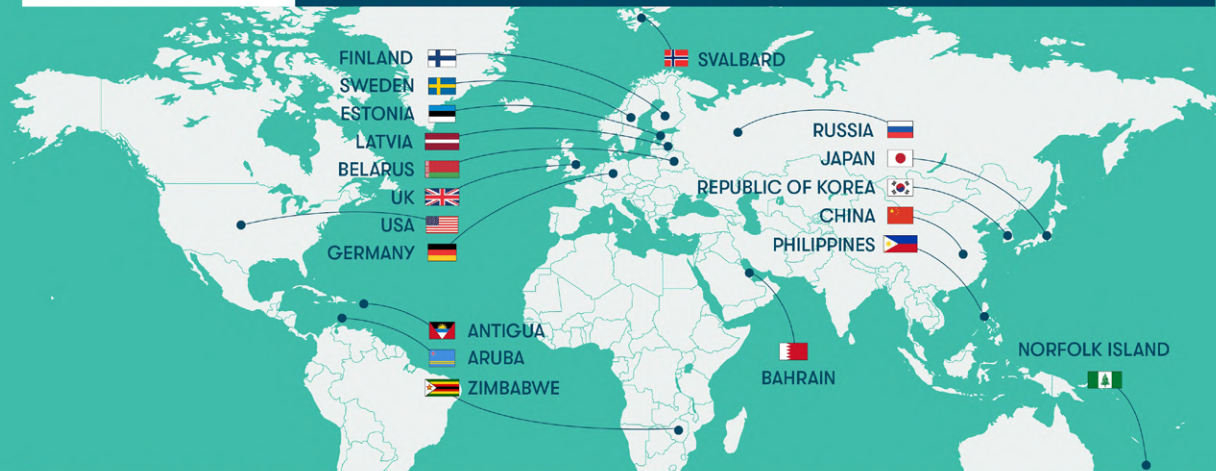 FINLAND
SWEDEN
ESTONIA
LATVIA
BELARUS
UK
USA
GERMANY
SVALBARD
RUSSIA
JAPAN
REPUBLIC OF KOREA
CHINA
PHILIPPINES
ANTIGUA
ARUBA
ZIMBABWE
BAHRAIN
NORFOLK ISLAND